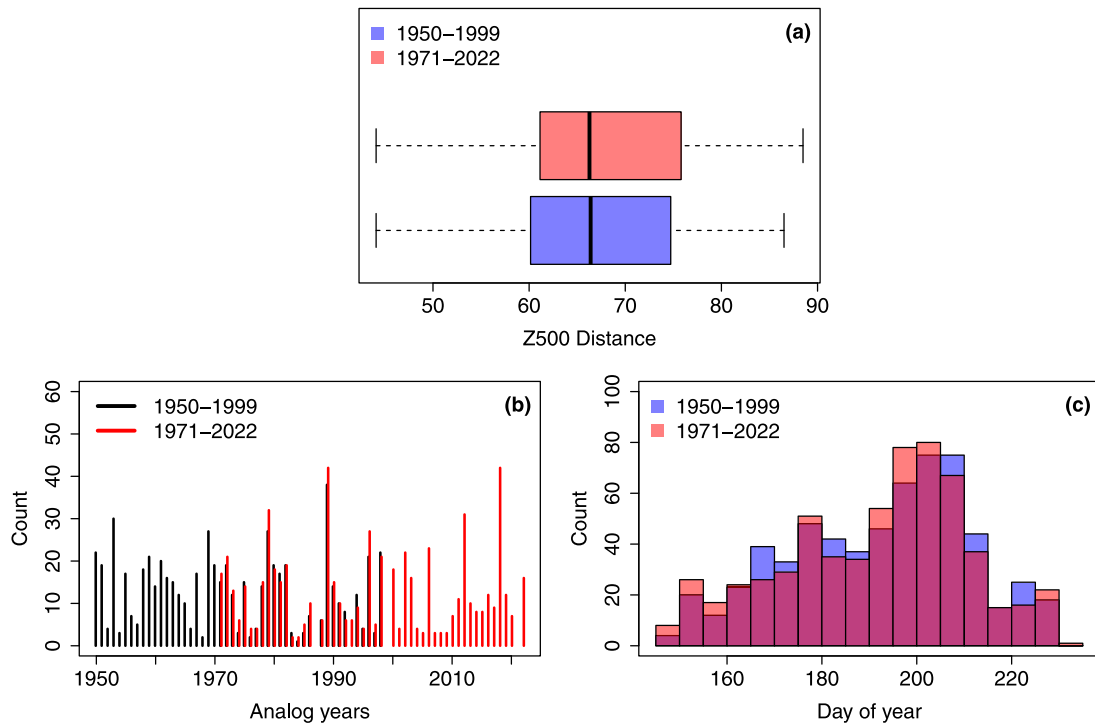 1950−1999
1971−2022
(a)
50 60 70 80 90
Z500 Distance
1950−1999
1971−2022
(b)
0 10 20 30 40 50 60
Count
1950 1970 1990 2010
Analog years
1950−1999
1971−2022
(c)
0 20 40 60 80 100
Count
160 180 200 220
Day of year